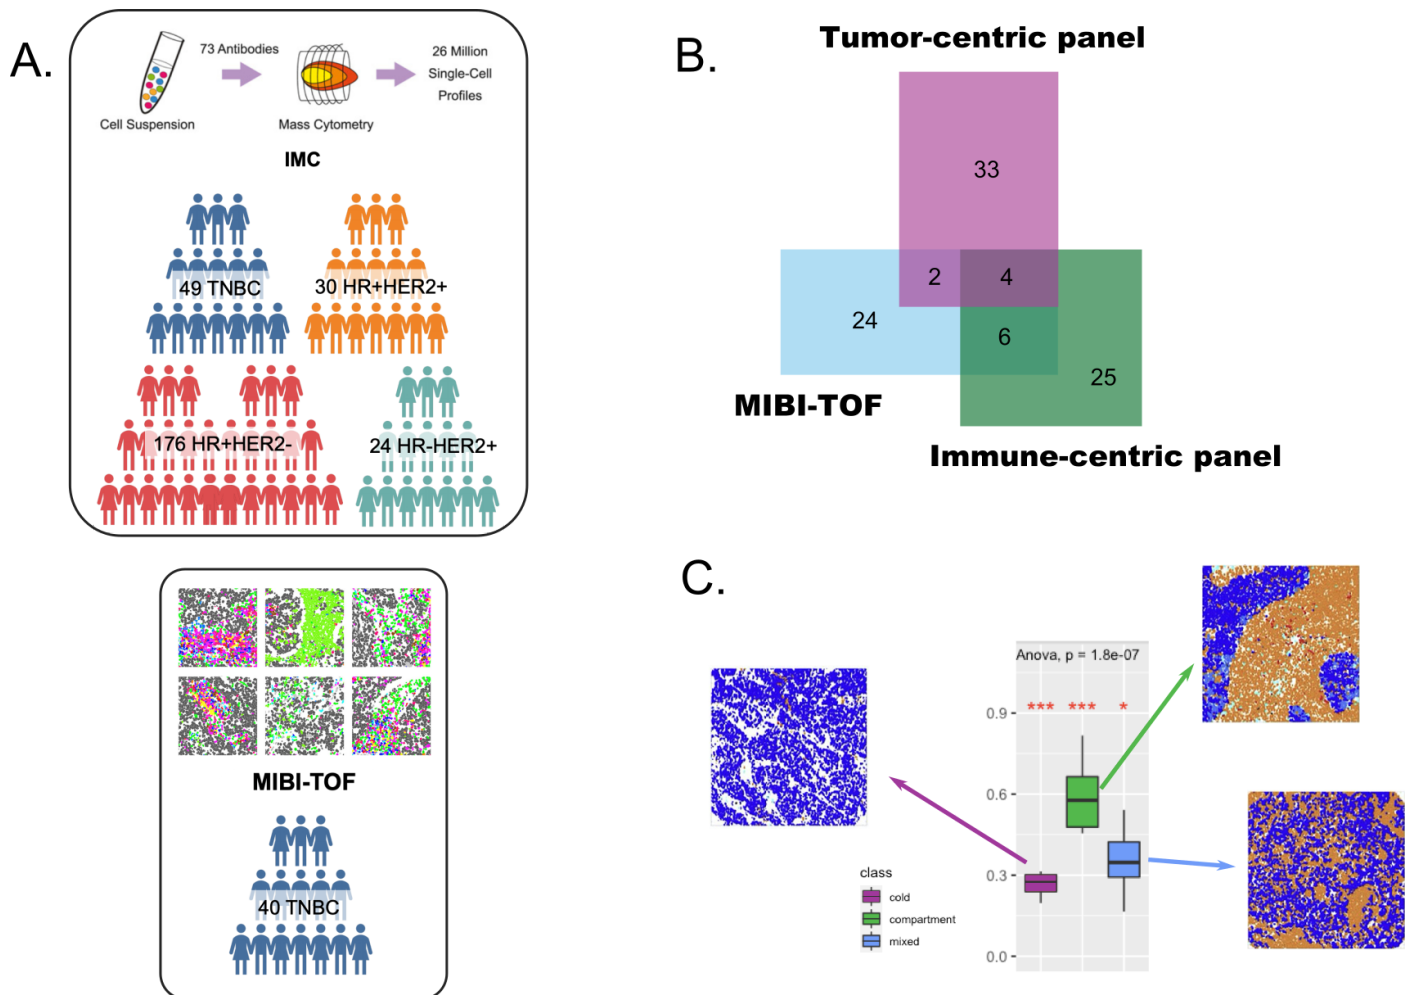 A.
73 Antibodies
26 Million
Single-Cell
Profiles
Cell Suspension
Mass Cytometry
IMC
49 TNBC
30 HR+HER2+
176 HR+HER2-
24 HR-HER2+
MIBI-TOF
40 TNBC
B.
Tumor-centric panel
33
2
4
24
6
25
MIBI-TOF
Immune-centric panel
C.
Anova, p = 1.8e-07
*** *** *
0.9
0.6
0.3
0.0
class
cold
compartment
mixed